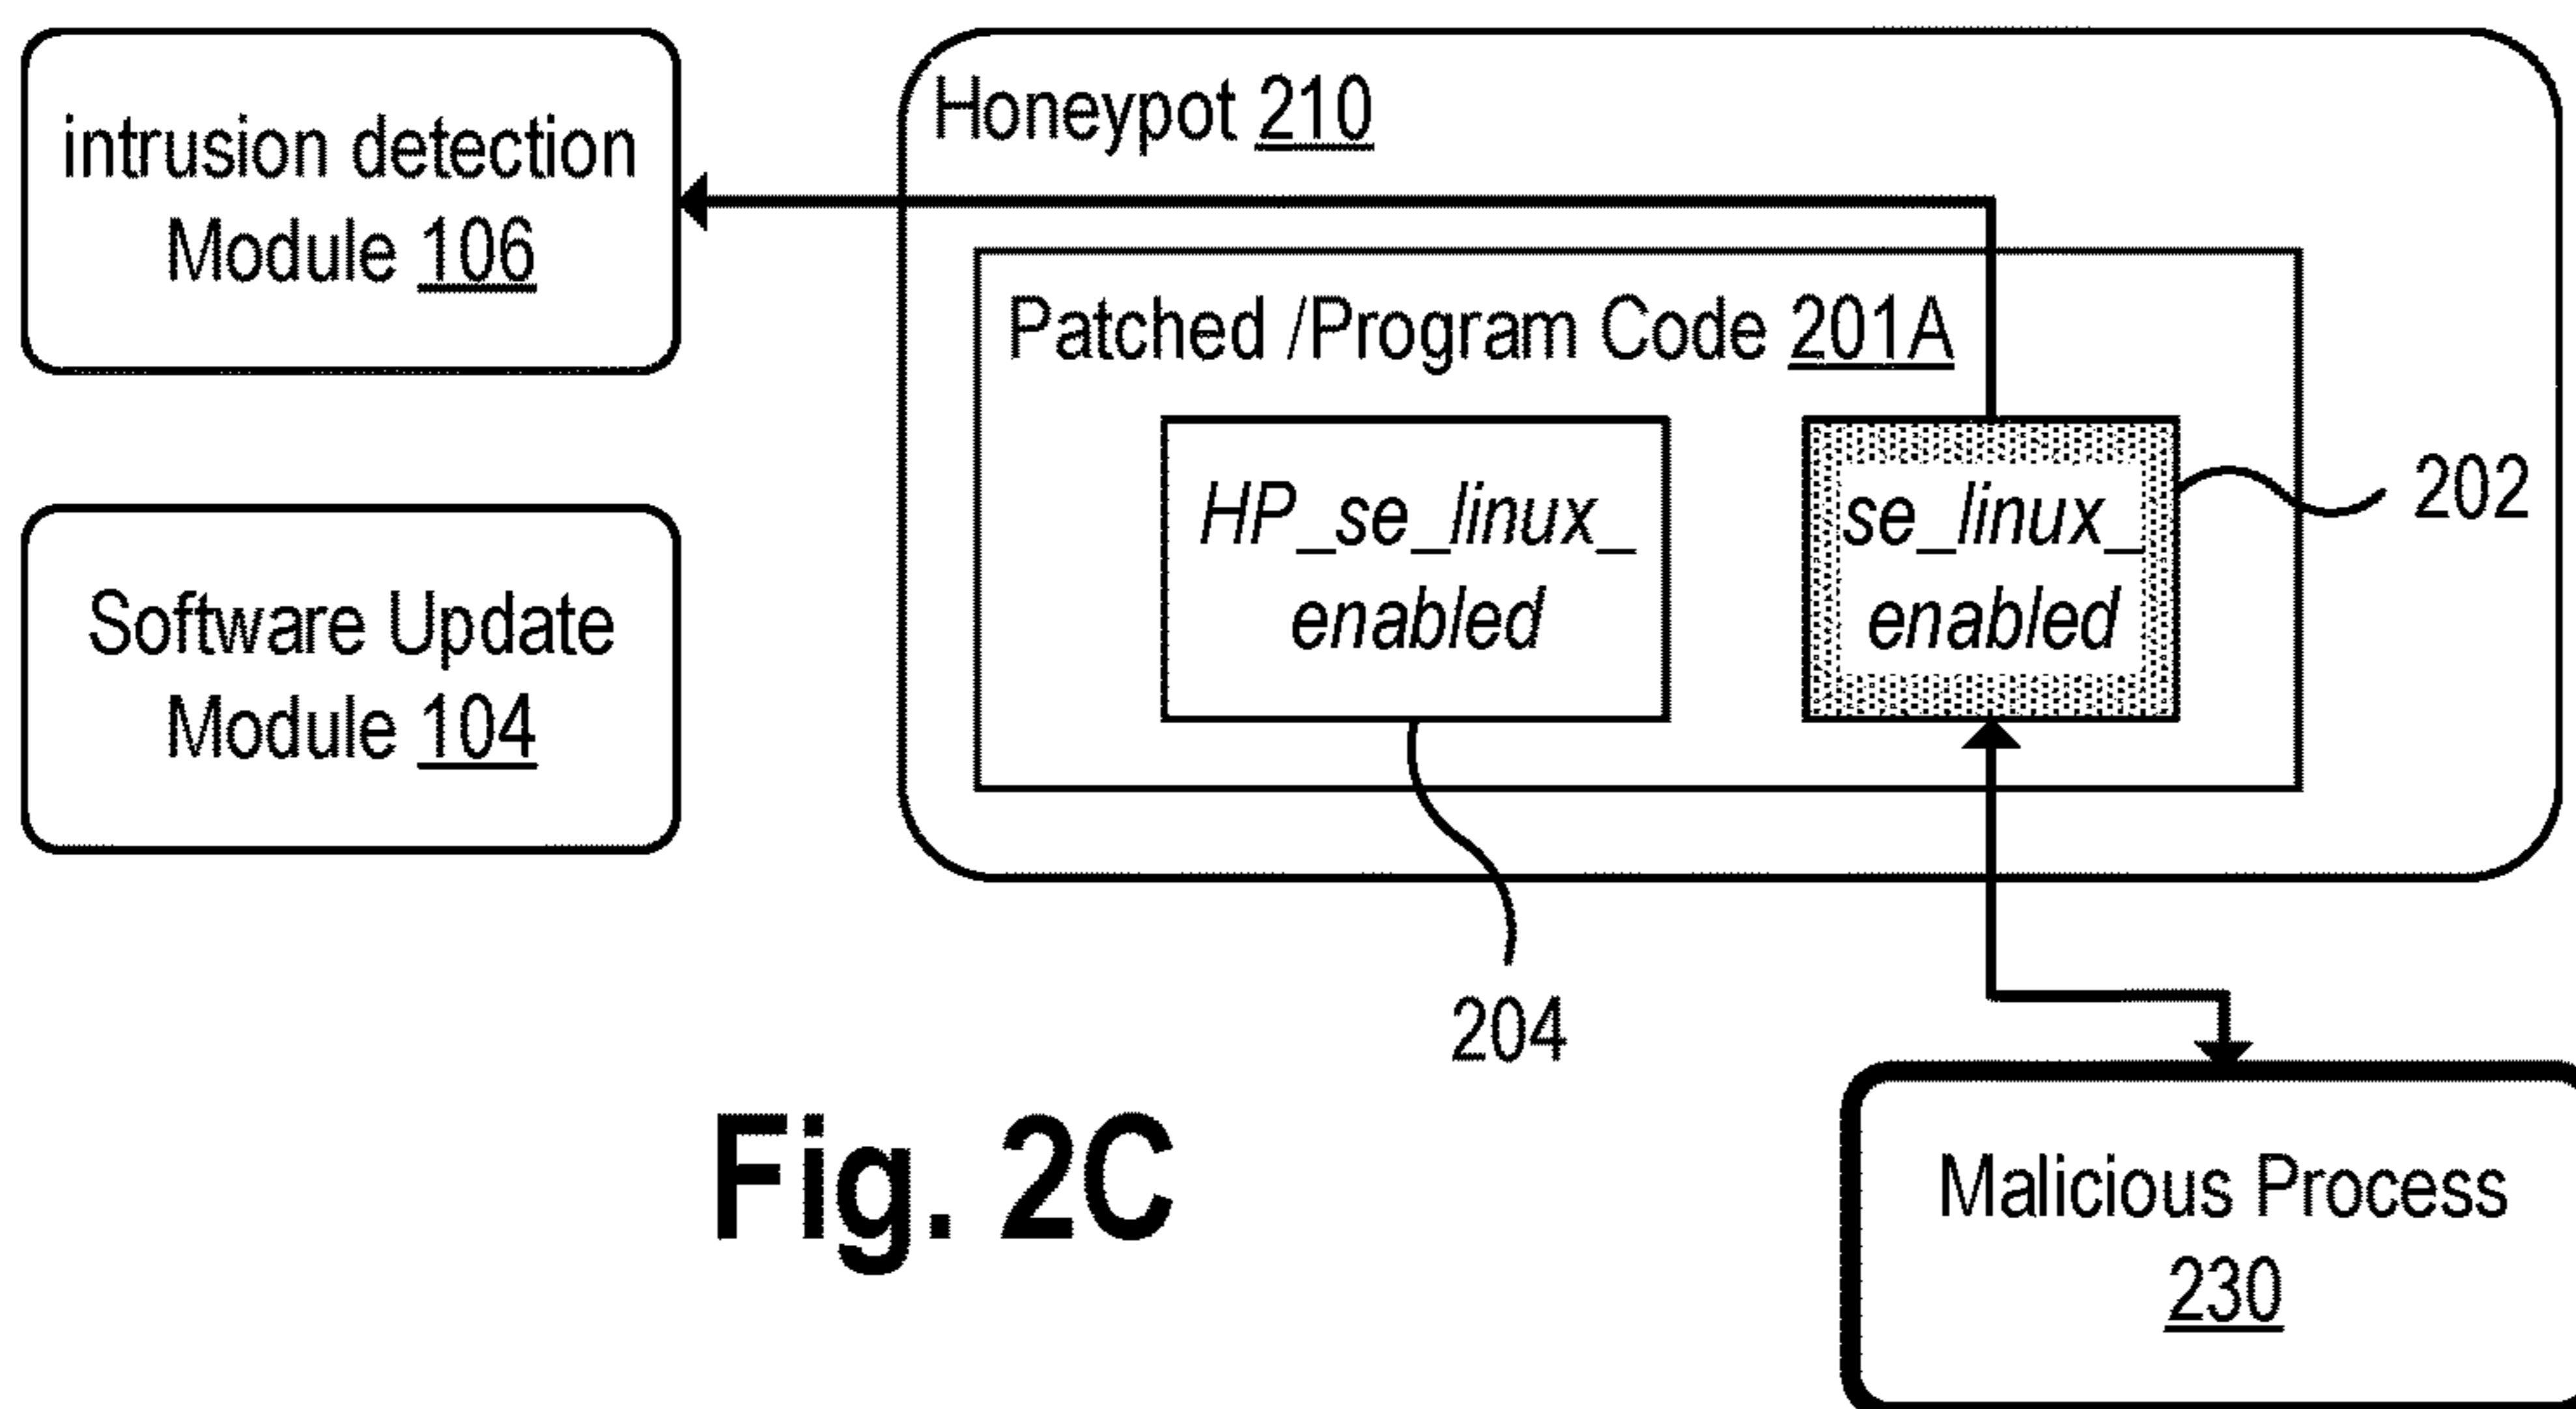 intrusion detection
Module 106
Software Update
Module 104
Honeypot 210
Patched /Program Code 201A
HP_se_linux_
enabled
se_linux_
enabled
202
204
Malicious Process
230
Fig. 2C